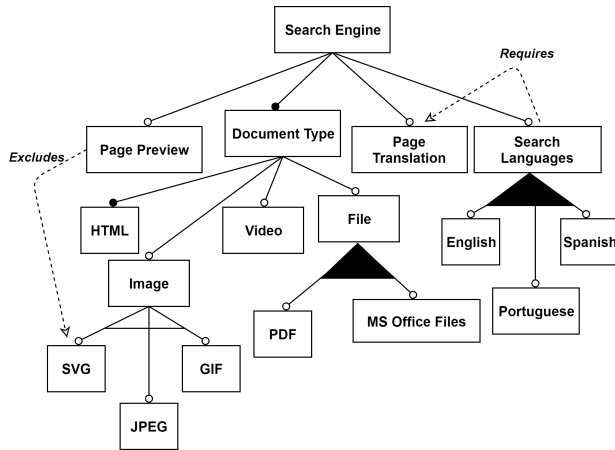 Search Engine
Requires
Excludes
Page Preview
Document Type
Page
Translation
Search
Languages
HTML
Video
File
English
Spanish
Image
Portuguese
PDF
MS Office Files
SVG
GIF
JPEG